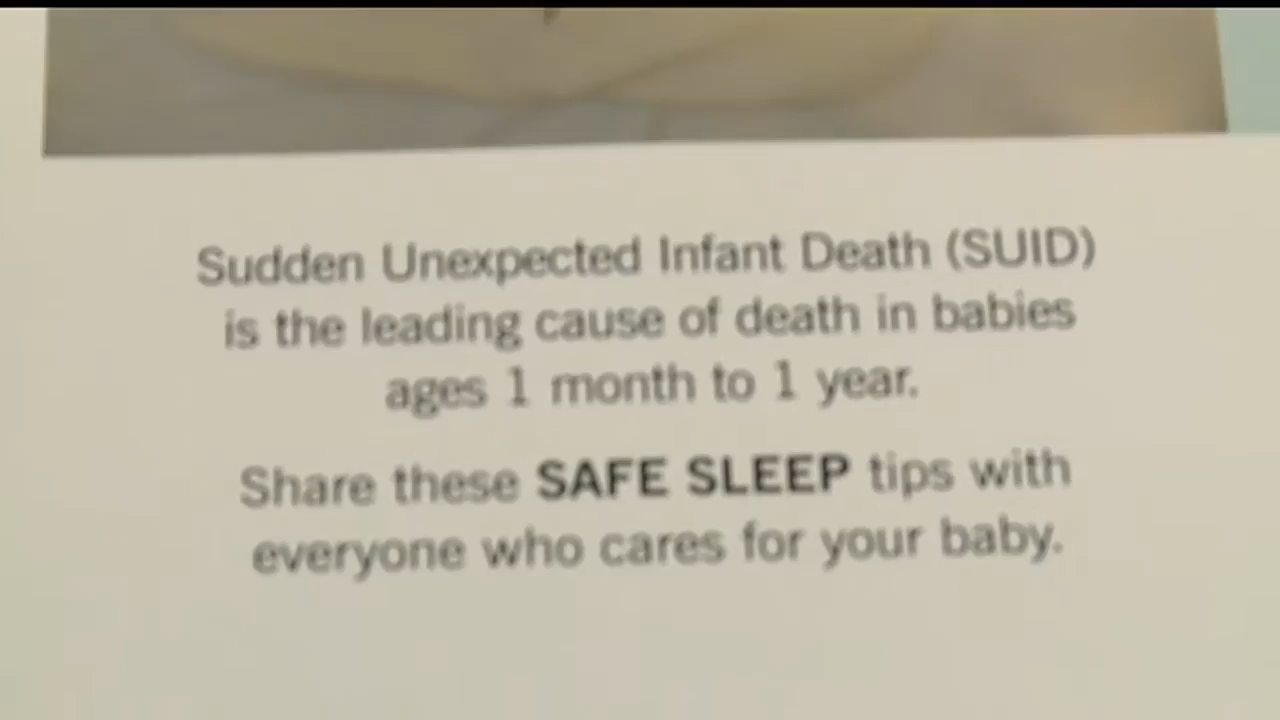 Sudden Unexpected Infant Death (SUID)
is the leading cause of death in babies
ages 1 month to 1 year.
Share these SAFE SLEEP tips with
everyone who cares for your baby.